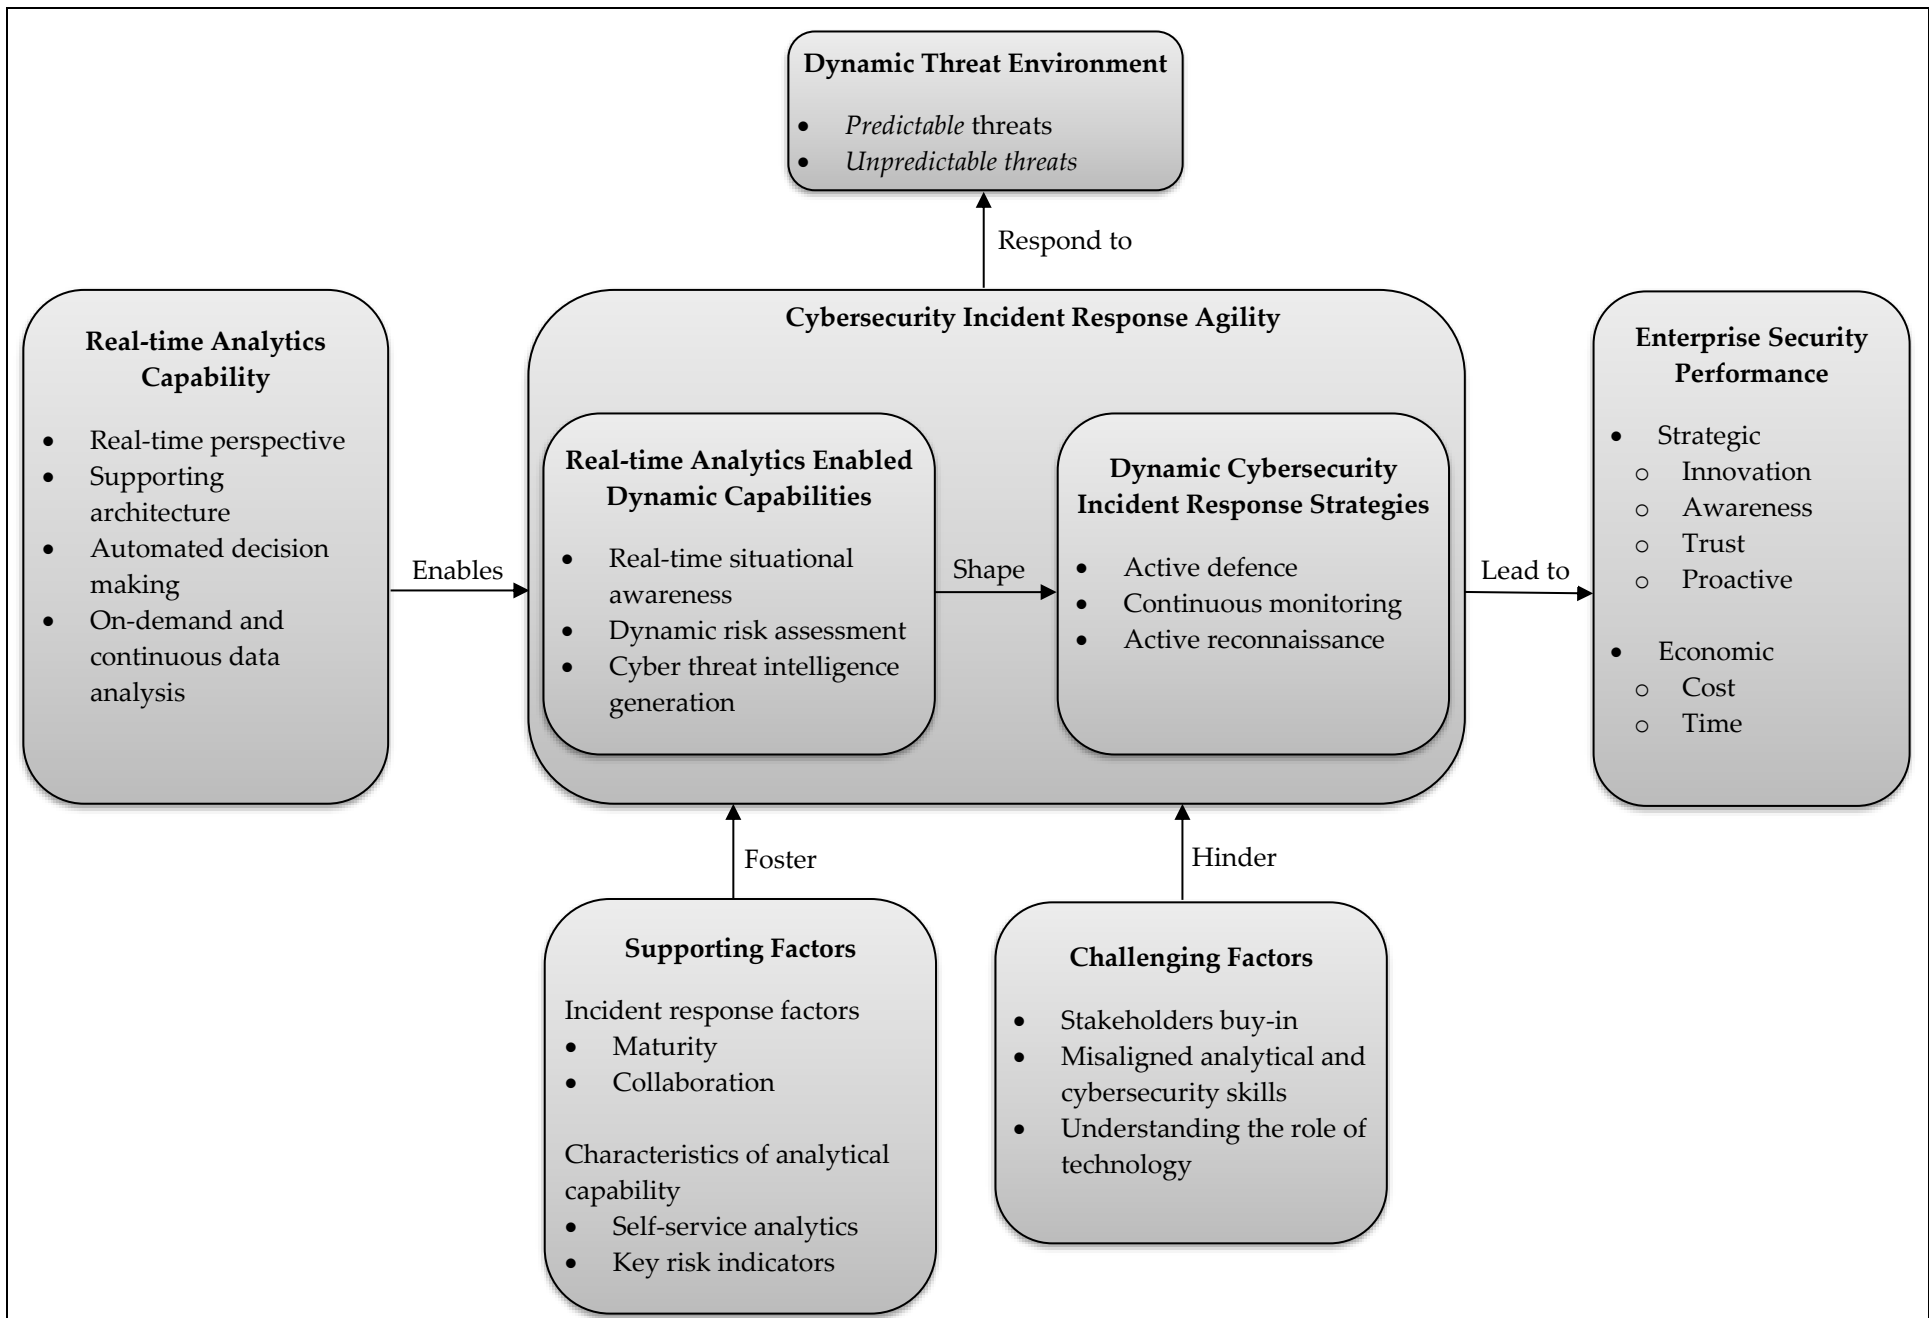 Dynamic Threat Environment
• Predictable threats
• Unpredictable threats
Respond to
Real-time Analytics
Capability
• Real-time perspective
• Supporting
architecture
• Automated decision
making
• On-demand and
continuous data
analysis
Enables
Cybersecurity Incident Response Agility
Real-time Analytics Enabled
Dynamic Capabilities
• Real-time situational
awareness
• Dynamic risk assessment
• Cyber threat intelligence
generation
Shape
Dynamic Cybersecurity
Incident Response Strategies
• Active defence
• Continuous monitoring
• Active reconnaissance
Lead to
Enterprise Security
Performance
• Strategic
o Innovation
o Awareness
o Trust
o Proactive
• Economic
o Cost
o Time
Foster
Hinder
Supporting Factors
Incident response factors
• Maturity
• Collaboration
Characteristics of analytical
capability
• Self-service analytics
• Key risk indicators
Challenging Factors
• Stakeholders buy-in
• Misaligned analytical and
cybersecurity skills
• Understanding the role of
technology